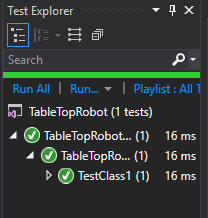 Test Explorer
Search
Run All | Run... | Playlist : All T
TableTopRobot (1 tests)
TableTopRobot... (1) 16 ms
TableTopRo... (1) 16 ms
TestClass1 (1) 16 ms